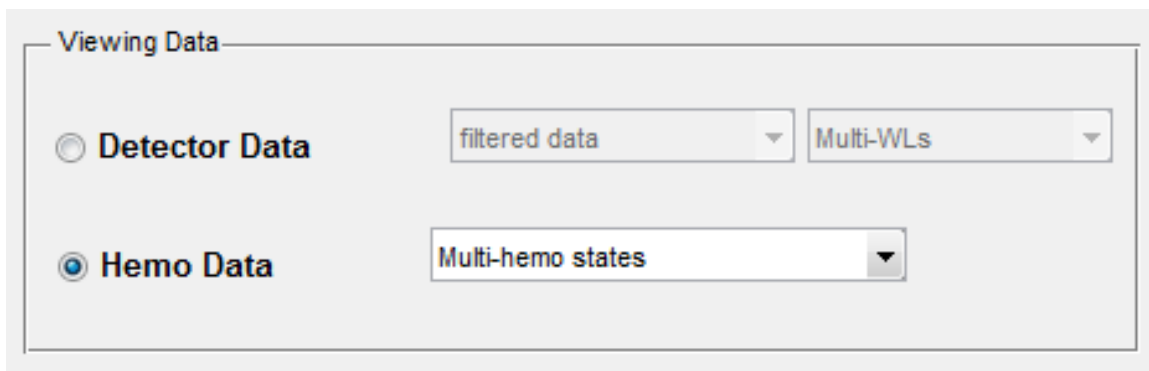 Viewing Data
Detector Data filtered data Multi-WLs
Hemo Data Multi-hemo states